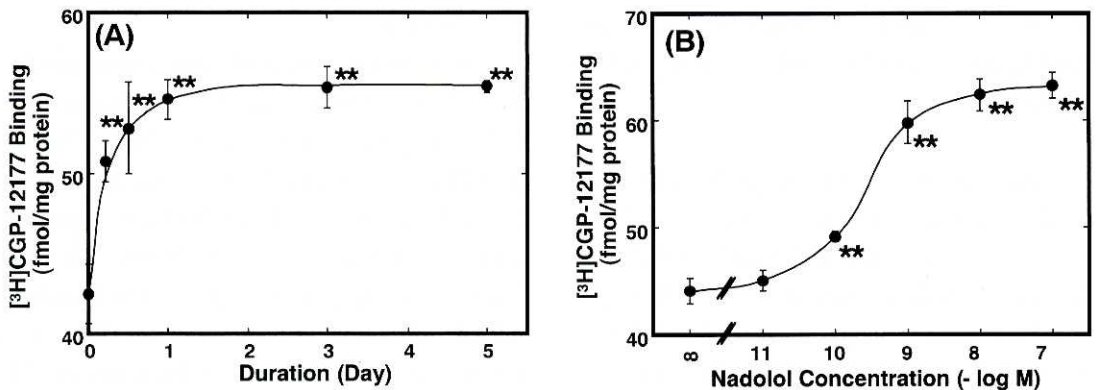 (A)
[³H]CGP-12177 Binding
(fmol/mg protein)
60
50
40
** ** ** ** **
0 1 2 3 4 5
Duration (Day)
(B)
[³H]CGP-12177 Binding
(fmol/mg protein)
70
60
50
40
** ** ** **
∞ 11 10 9 8 7
Nadolol Concentration (- log M)